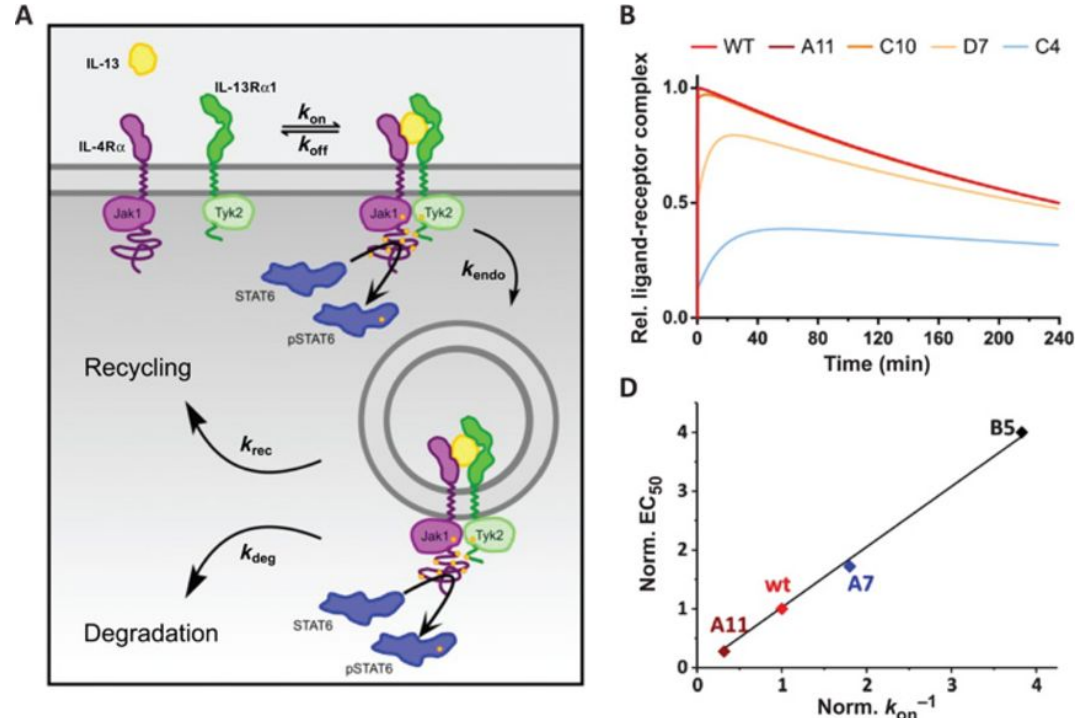 A
IL-13
IL-13Rα1
IL-4Rα
kon
koff
Jak1
Tyk2
Jak1
Tyk2
STAT6
pSTAT6
kendo
Recycling
krec
kdeg
Degradation
Jak1
Tyk2
STAT6
pSTAT6
B
WT A11 C10 D7 C4
Rel. ligand-receptor complex
1.0
0.5
0.0
0 40 80 120 160 200 240
Time (min)
D
Norm. EC50
4
3
2
1
0
B5
A7
wt
A11
0 1 2 3 4
Norm. kon−1